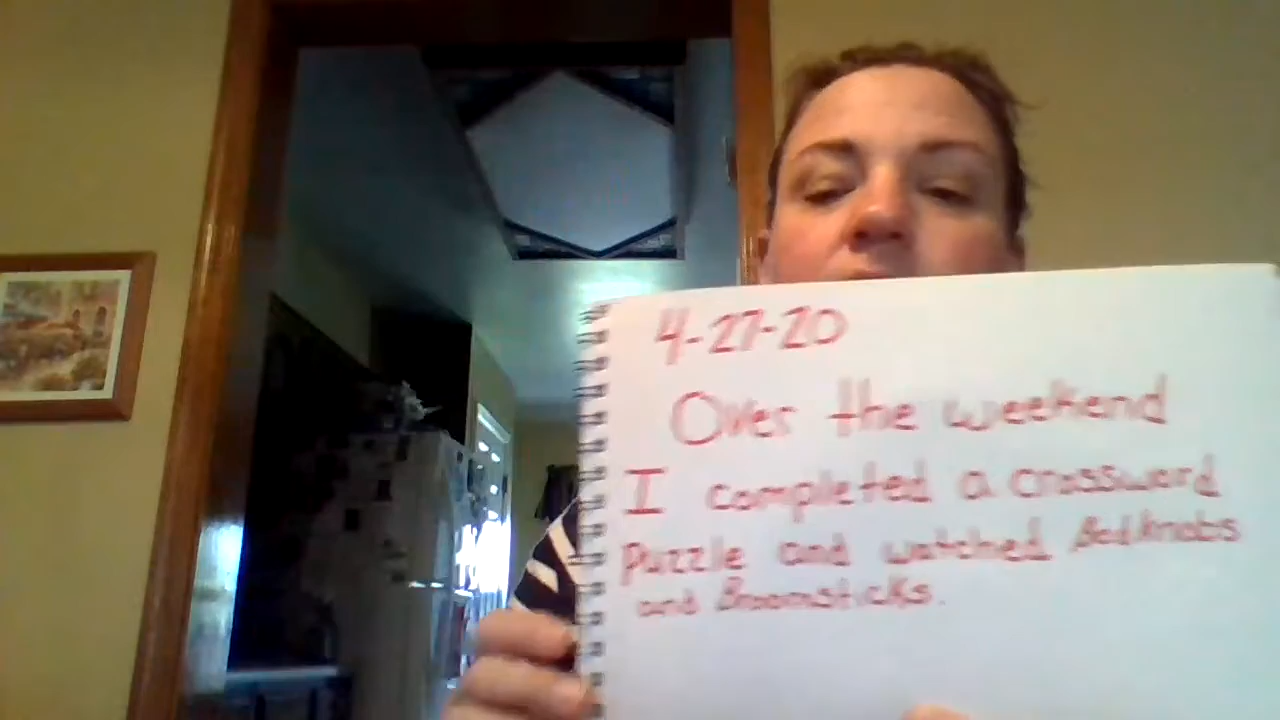 4-27-20
Over the weekend
I completed a crossword
puzzle and watched Bedknobs
and Broomsticks.